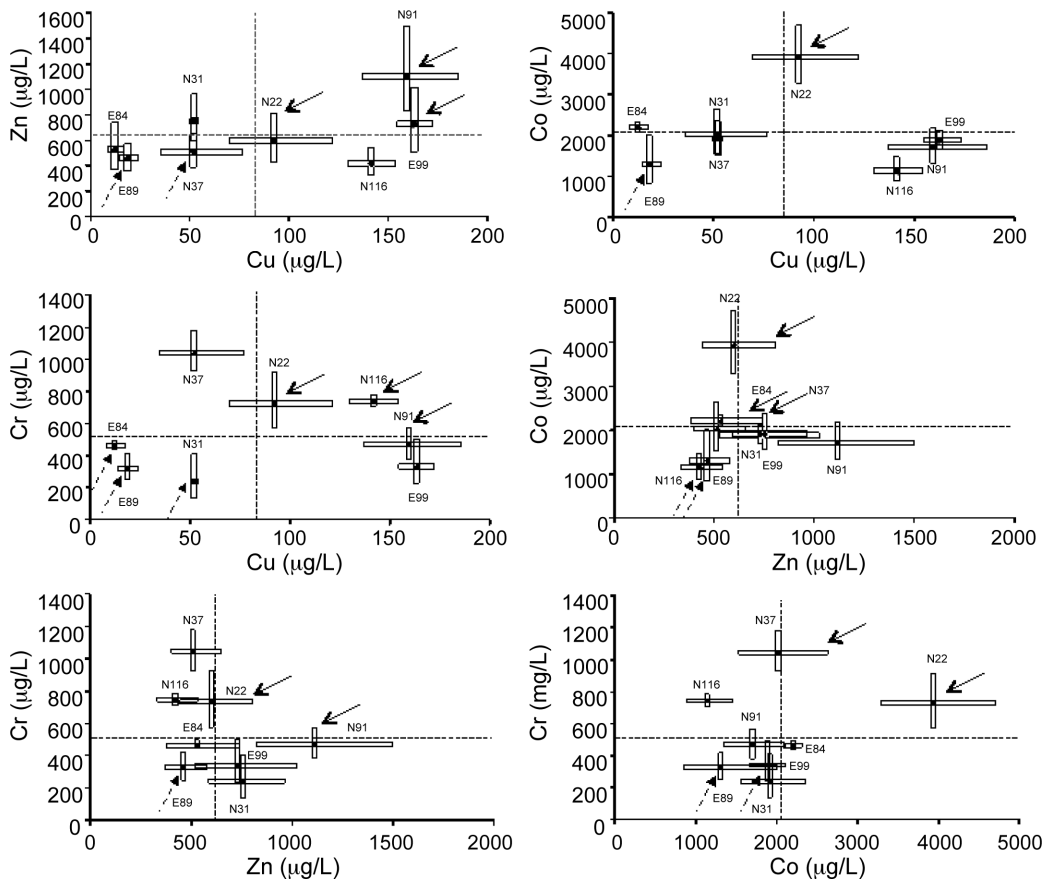 Zn (µg/L)
1600
1400
1200
1000
800
600
400
200
0
E84
E89
N31
N37
N22
N91
E99
N116
0
50
100
150
200
Cu (µg/L)
Co (µg/L)
5000
4000
3000
2000
1000
0
E84
E89
N31
N37
N22
E99
N91
N116
0
50
100
150
200
Cu (µg/L)
Cr (µg/L)
1400
1200
1000
800
600
400
200
0
N37
E84
E89
N31
N22
N116
N91
E99
0
50
100
150
200
Cu (µg/L)
Co (µg/L)
5000
4000
3000
2000
1000
0
N22
E84
N37
N31
E99
N91
N116
E89
0
500
1000
1500
2000
Zn (µg/L)
Cr (µg/L)
1400
1200
1000
800
600
400
200
0
N37
N116
N22
E84
N91
E99
E89
N31
0
500
1000
1500
2000
Zn (µg/L)
Cr (mg/L)
1400
1200
1000
800
600
400
200
0
N37
N22
N116
N91
E84
E99
E89
N31
1000
2000
3000
4000
5000
Co (µg/L)